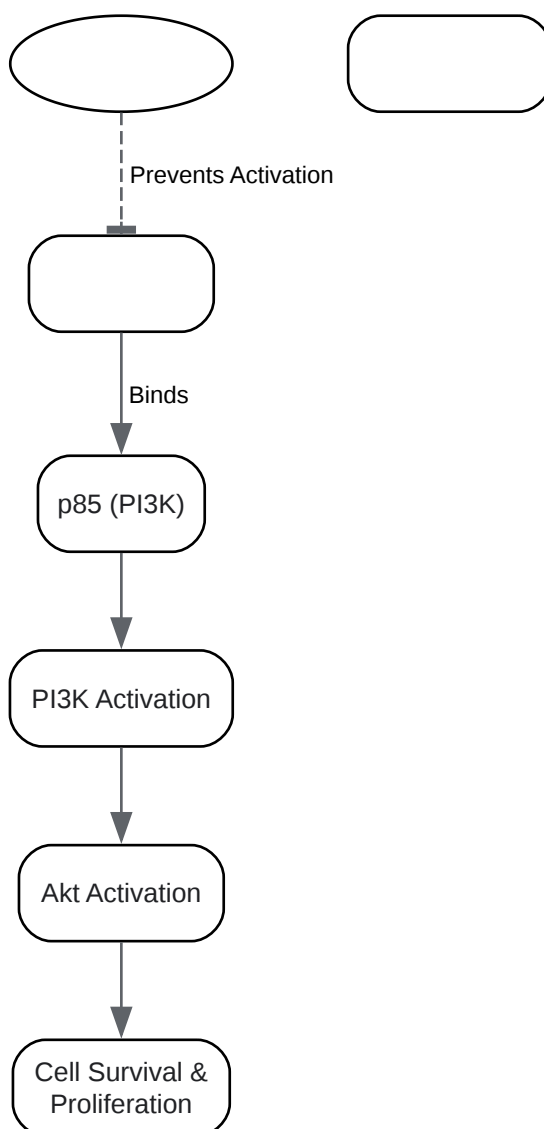 Prevents Activation
Binds
p85 (PI3K)
PI3K Activation
Akt Activation
Cell Survival &
Proliferation